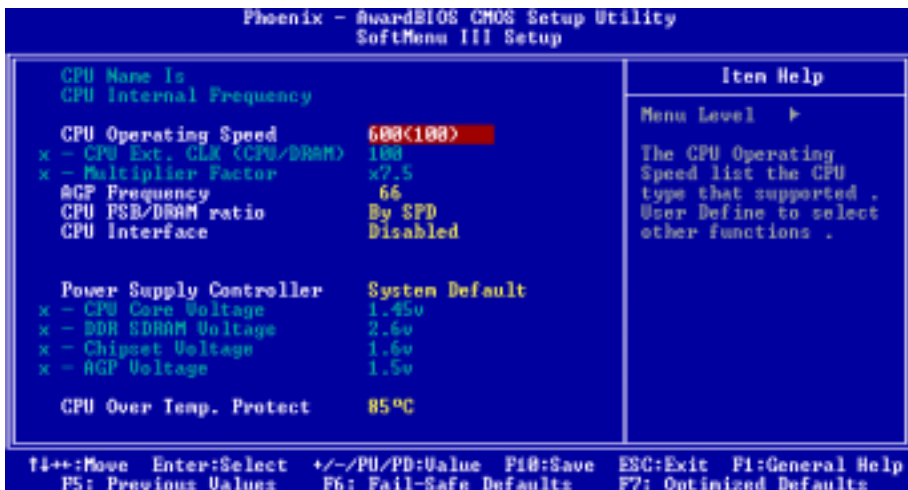 Phoenix - AwardBIOS CMOS Setup Utility
SoftMenu III Setup
CPU Name Is
CPU Internal Frequency
CPU Operating Speed 600(100)
x - CPU Ext. CLK (CPU/DRAM) 100
x - Multiplier Factor x7.5
AGP Frequency 66
CPU FSB/DRAM ratio By SPD
CPU Interface Disabled
Power Supply Controller System Default
x - CPU Core Voltage 1.45v
x - DDR SDRAM Voltage 2.6v
x - Chipset Voltage 1.6v
x - AGP Voltage 1.5v
CPU Over Temp. Protect 85°C
Item Help
Menu Level ►
The CPU Operating
Speed list the CPU
type that supported .
User Define to select
other functions .
↑↓→←:Move Enter:Select +/-/PU/PD:Value F10:Save ESC:Exit F1:General Help
F5: Previous Values F6: Fail-Safe Defaults F7: Optimized Defaults